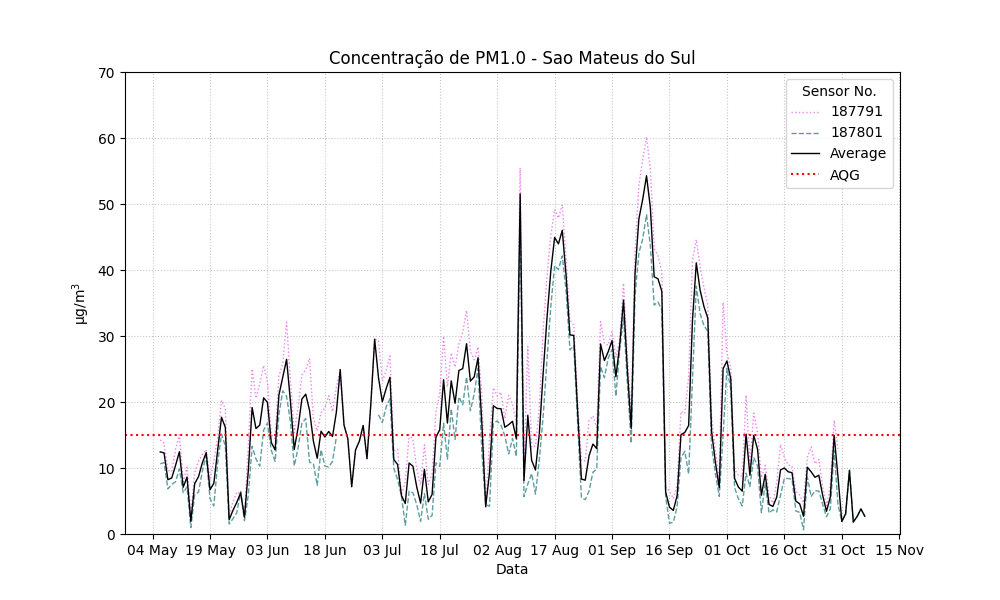 Concentração de PM1.0 - Sao Mateus do Sul
70
60
50
40
30
20
10
0
µg/m³
Sensor No.
187791
187801
Average
AQG
04 May 19 May 03 Jun 18 Jun 03 Jul 18 Jul 02 Aug 17 Aug 01 Sep 16 Sep 01 Oct 16 Oct 31 Oct 15 Nov
Data